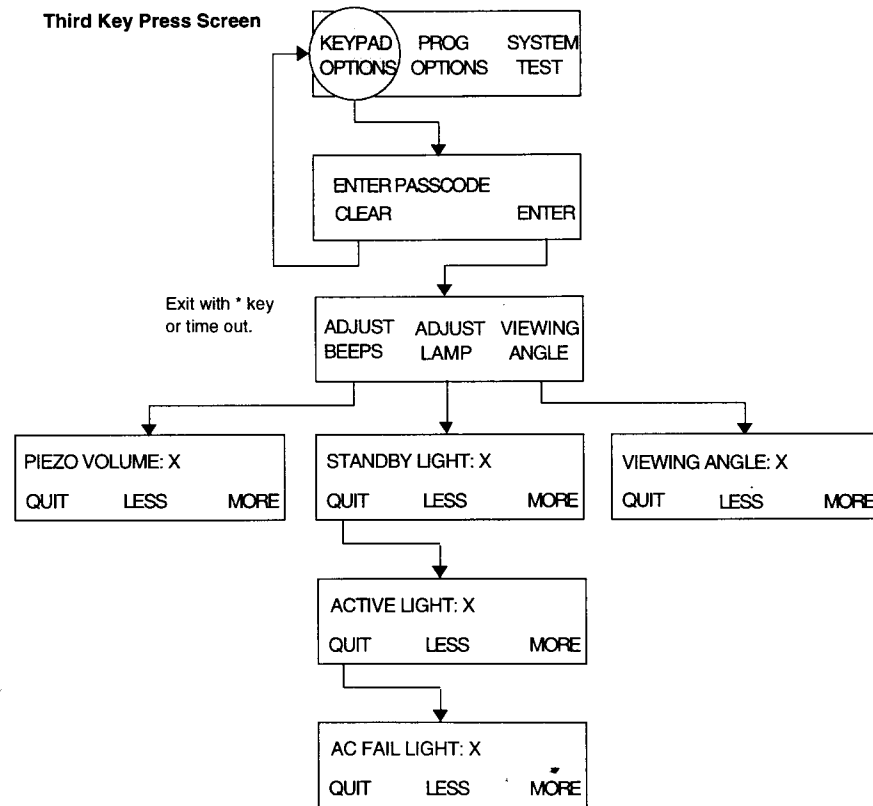 Third Key Press Screen
KEYPAD PROG SYSTEM
OPTIONS OPTIONS TEST
ENTER PASSCODE
CLEAR ENTER
Exit with * key
or time out.
ADJUST ADJUST VIEWING
BEEPS LAMP ANGLE
PIEZO VOLUME: X
QUIT LESS MORE
STANDBY LIGHT: X
QUIT LESS MORE
VIEWING ANGLE: X
QUIT LESS MORE
ACTIVE LIGHT: X
QUIT LESS MORE
AC FAIL LIGHT: X
QUIT LESS MORE